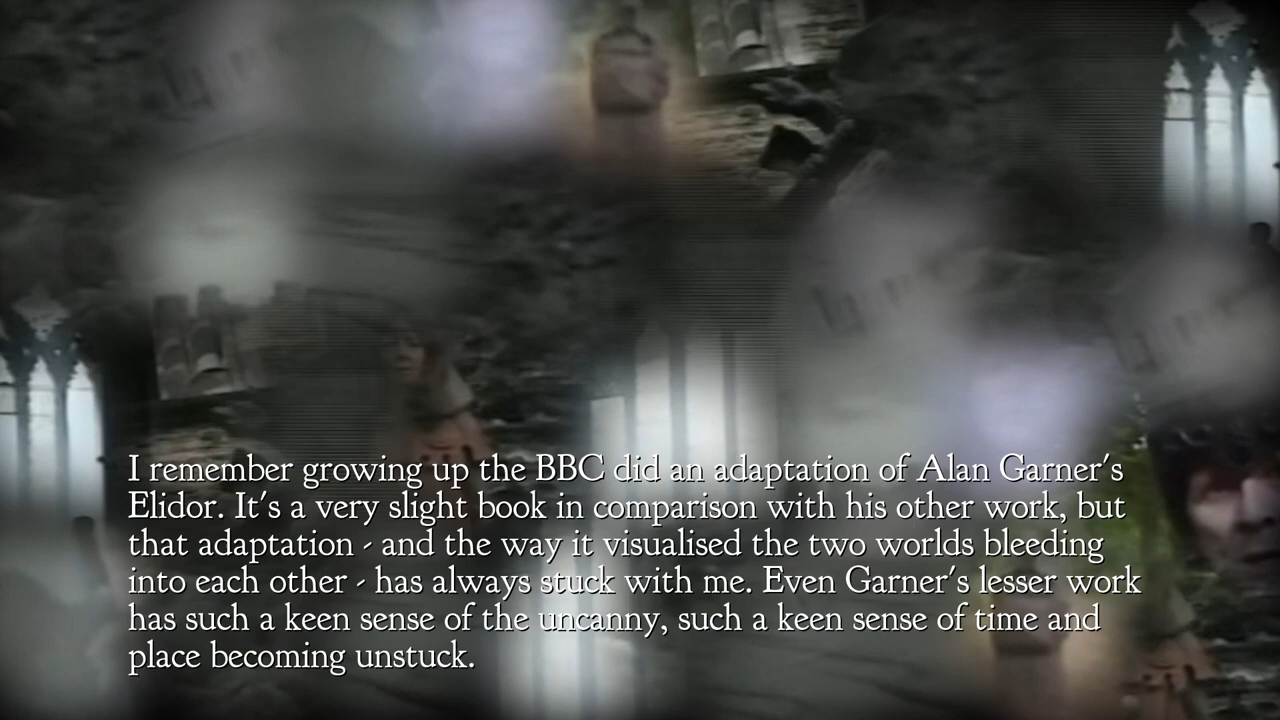 I remember growing up the BBC did an adaptation of Alan Garner's
Elidor. It's a very slight book in comparison with his other work, but
that adaptation - and the way it visualised the two worlds bleeding
into each other - has always stuck with me. Even Garner's lesser work
has such a keen sense of the uncanny, such a keen sense of time and
place becoming unstuck.